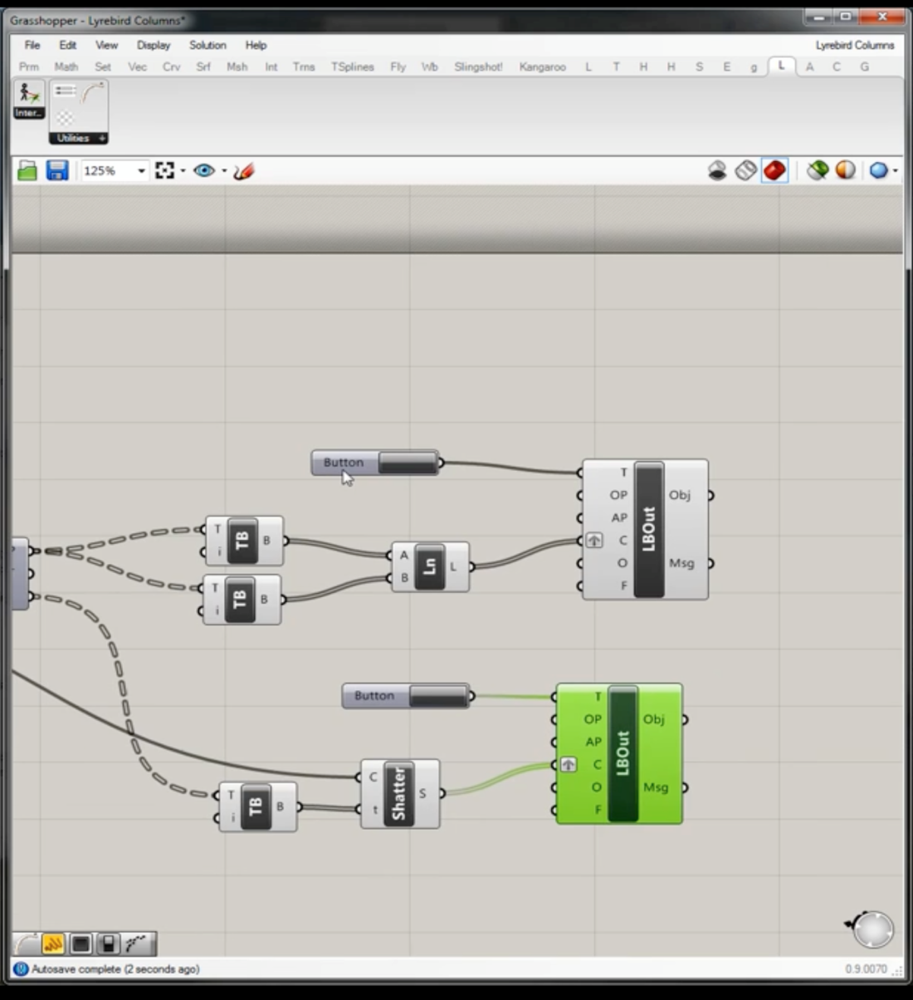 Grasshopper - Lyrebird Columns*
File Edit View Display Solution Help Lyrebird Columns
Prm Math Set Vec Crv Srf Msh Int Trns TSplines Fly Wb Slingshot! Kangaroo L T H H S E g L A C G
Inter...
Utilities +
125%
Button
T
OP Obj
AP
C
O Msg
F
LBOut
T
i
TB
B
A
B
Ln
L
T
i
TB
B
Button
T
OP Obj
AP
C
O Msg
F
LBOut
C
t
Shatter
S
T
i
TB
B
Autosave complete (2 seconds ago) 0.9.0070